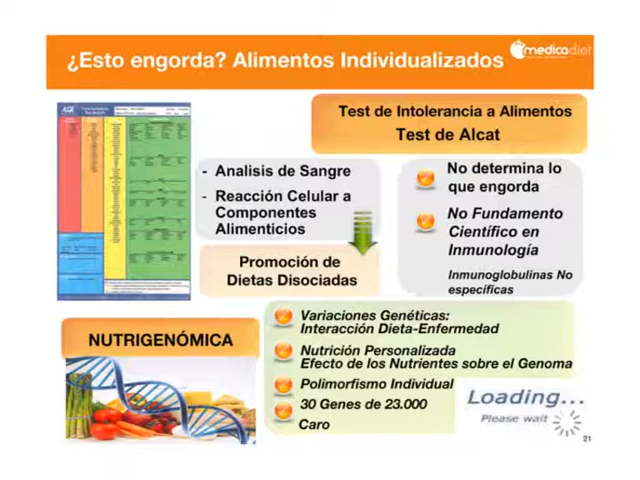 ¿Esto engorda? Alimentos Individualizados
medicadiet
Test de Intolerancia a Alimentos
Test de Alcat
- Analisis de Sangre
- Reacción Celular a
Componentes
Alimenticios
Promoción de
Dietas Disociadas
No determina lo
que engorda
No Fundamento
Científico en
Inmunología
Inmunoglobulinas No
específicas
NUTRIGENÓMICA
Variaciones Genéticas:
Interacción Dieta-Enfermedad
Nutrición Personalizada
Efecto de los Nutrientes sobre el Genoma
Polimorfismo Individual
30 Genes de 23.000
Caro
Loading...
Please wait
21